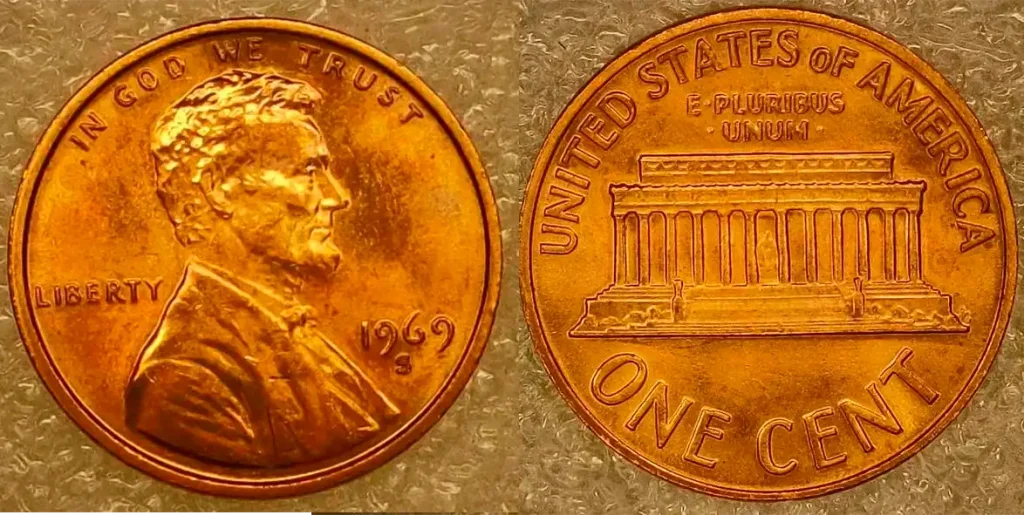 IN GOD WE TRUST
LIBERTY
1969
S
UNITED STATES OF AMERICA
E·PLURIBUS
·UNUM·
ONE CENT